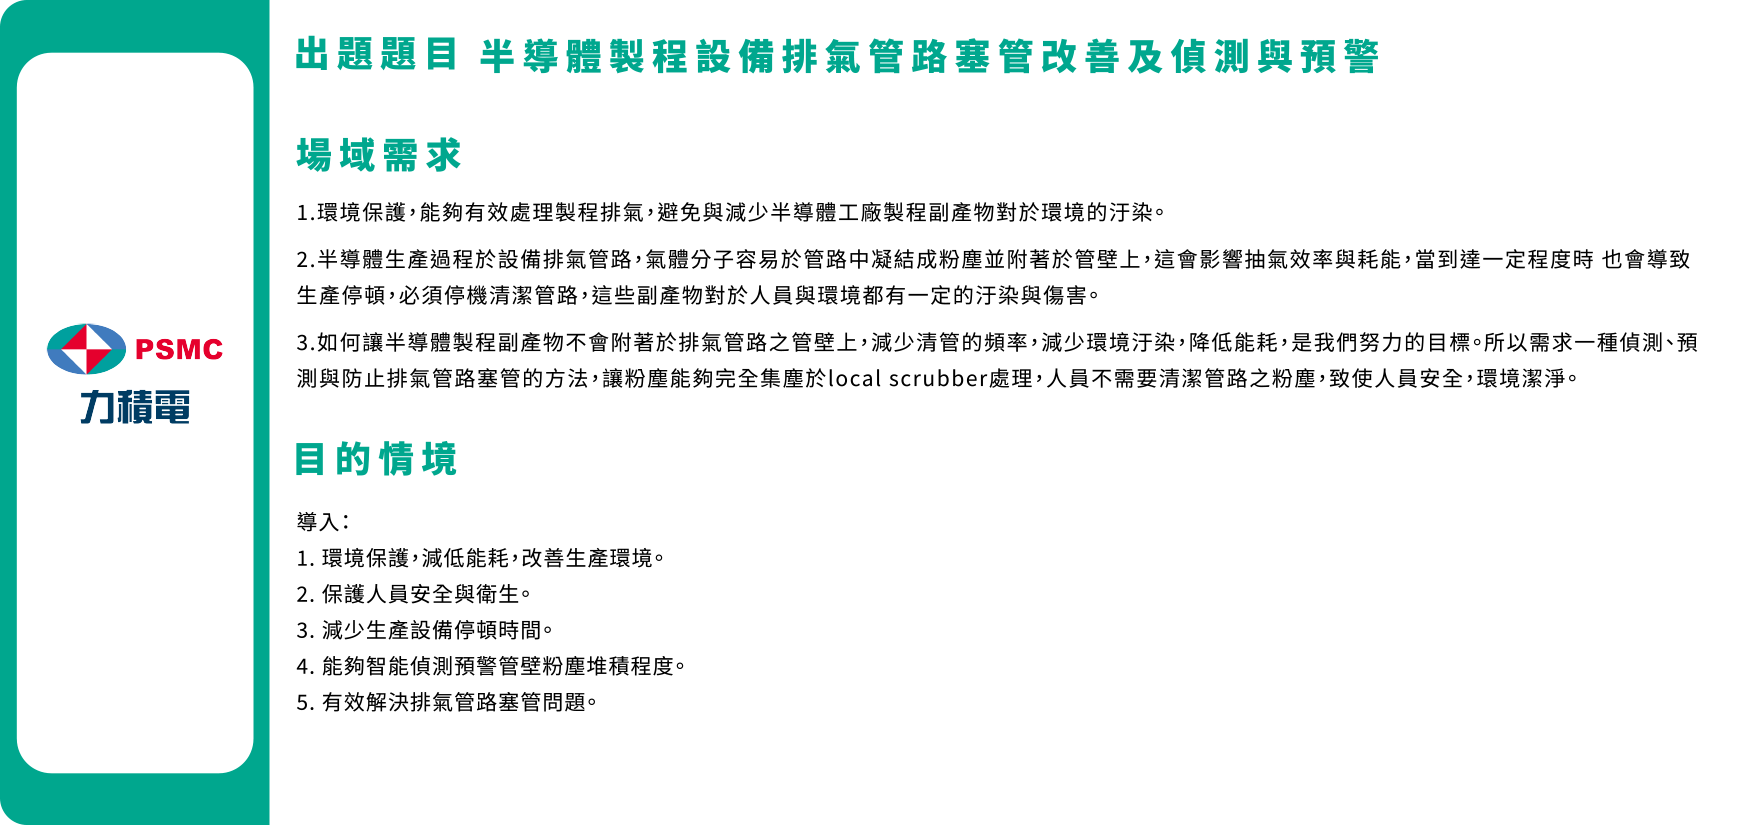 出題題目 半導體製程設備排氣管路塞管改善及偵測與預警
場域需求
1.環境保護，能夠有效處理製程排氣，避免與減少半導體工廠製程副產物對於環境的汙染。
2.半導體生產過程於設備排氣管路，氣體分子容易於管路中凝結成粉塵並附著於管壁上，這會影響抽氣效率與耗能，當到達一定程度時 也會導致
生產停頓，必須停機清潔管路，這些副產物對於人員與環境都有一定的汙染與傷害。
3.如何讓半導體製程副產物不會附著於排氣管路之管壁上，減少清管的頻率，減少環境汙染，降低能耗，是我們努力的目標。所以需求一種偵測、預
測與防止排氣管路塞管的方法，讓粉塵能夠完全集塵於local scrubber處理，人員不需要清潔管路之粉塵，致使人員安全，環境潔淨。
PSMC
力積電
目的情境
導入：
1. 環境保護，減低能耗，改善生產環境。
2. 保護人員安全與衛生。
3. 減少生產設備停頓時間。
4. 能夠智能偵測預警管壁粉塵堆積程度。
5. 有效解決排氣管路塞管問題。